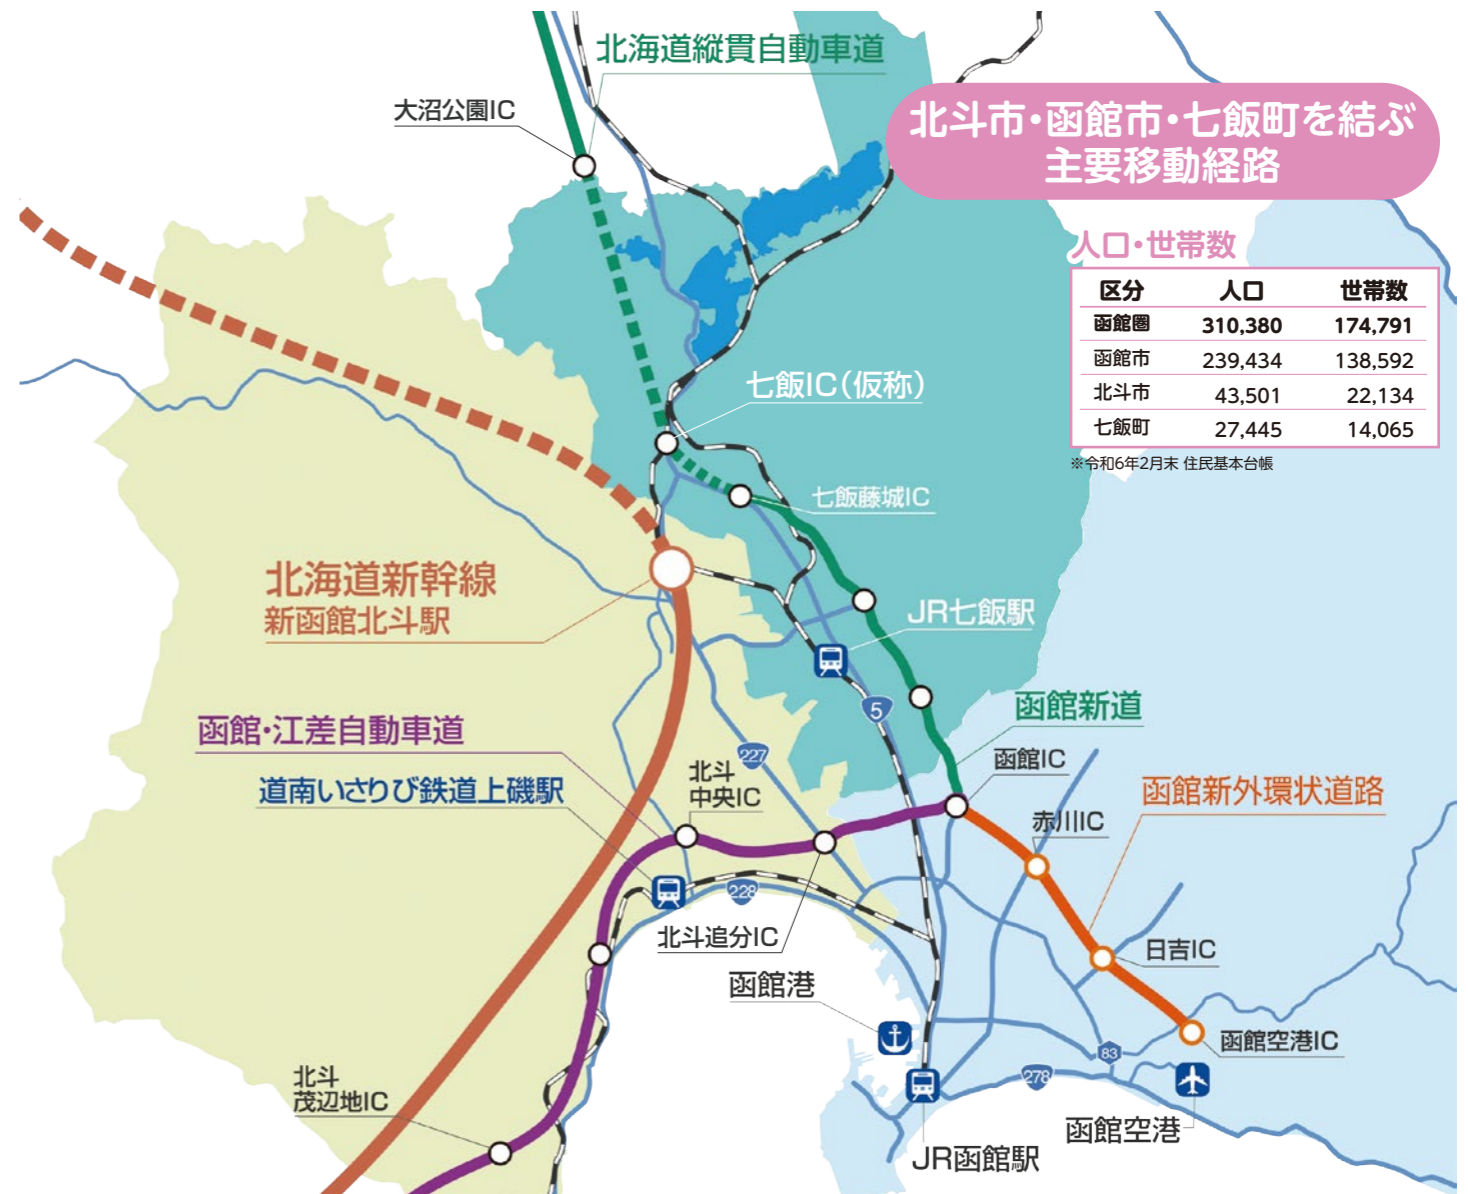 北海道縦貫自動車道
大沼公園IC
北斗市・函館市・七飯町を結ぶ
主要移動経路
人口・世帯数
区分 人口 世帯数
函館圏 310,380 174,791
函館市 239,434 138,592
北斗市 43,501 22,134
七飯町 27,445 14,065
※令和6年2月末 住民基本台帳
七飯IC（仮称）
七飯藤城IC
北海道新幹線
新函館北斗駅
JR七飯駅
5
函館新道
函館・江差自動車道
227
函館IC
道南いさりび鉄道上磯駅
北斗
中央IC
函館新外環状道路
赤川IC
228
北斗追分IC
日吉IC
函館港
函館空港IC
83
278
北斗
茂辺地IC
函館空港
JR函館駅